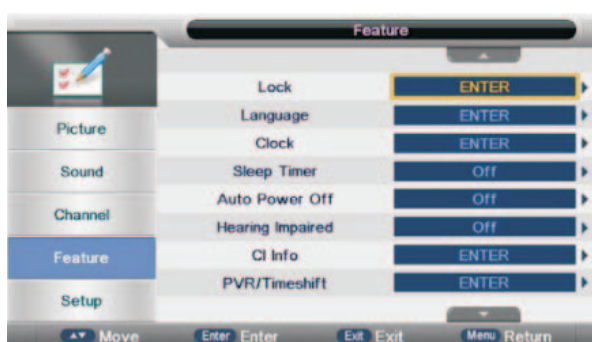 Feature
Lock ENTER
Language ENTER
Clock ENTER
Sleep Timer Off
Auto Power Off Off
Hearing Impaired Off
CI Info ENTER
PVR/Timeshift ENTER
Picture
Sound
Channel
Feature
Setup
Move Enter Enter Exit Exit Menu Return